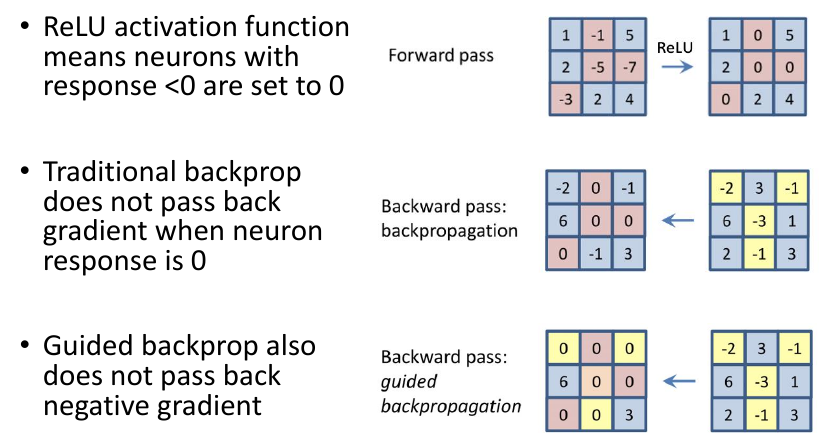 • ReLU activation function
means neurons with
response <0 are set to 0
Forward pass
1 -1 5
2 -5 -7
-3 2 4
ReLU
1 0 5
2 0 0
0 2 4
• Traditional backprop
does not pass back
gradient when neuron
response is 0
Backward pass:
backpropagation
-2 0 -1
6 0 0
0 -1 3
-2 3 -1
6 -3 1
2 -1 3
• Guided backprop also
does not pass back
negative gradient
Backward pass:
guided
backpropagation
0 0 0
6 0 0
0 0 3
-2 3 -1
6 -3 1
2 -1 3